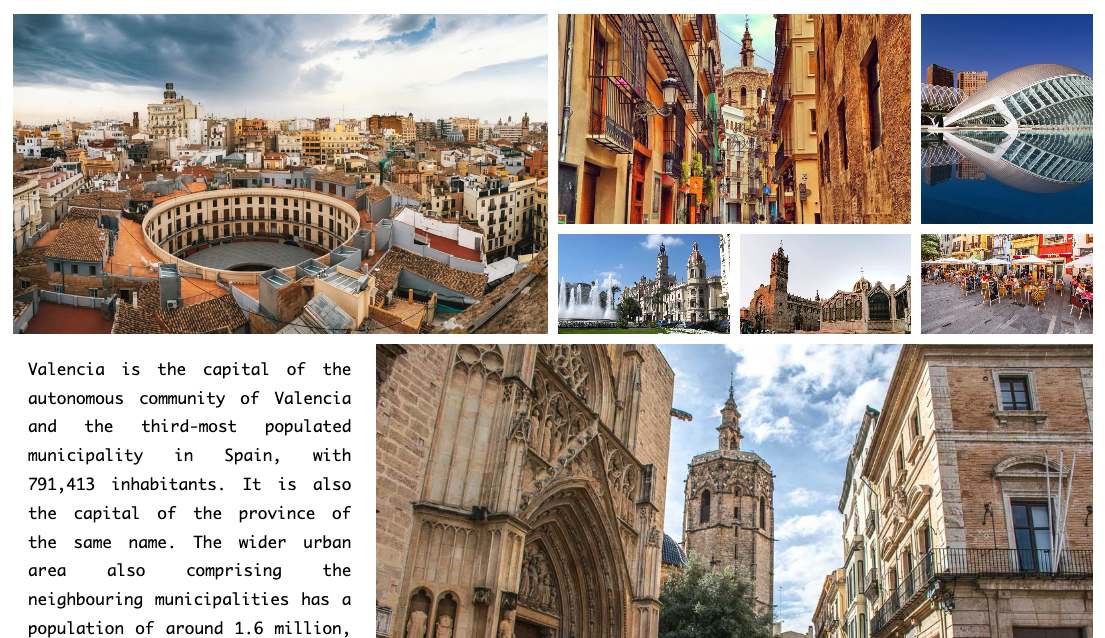 Valencia is the capital of the
autonomous community of Valencia
and the third-most populated
municipality in Spain, with
791,413 inhabitants. It is also
the capital of the province of
the same name. The wider urban
area also comprising the
neighbouring municipalities has a
population of around 1.6 million,